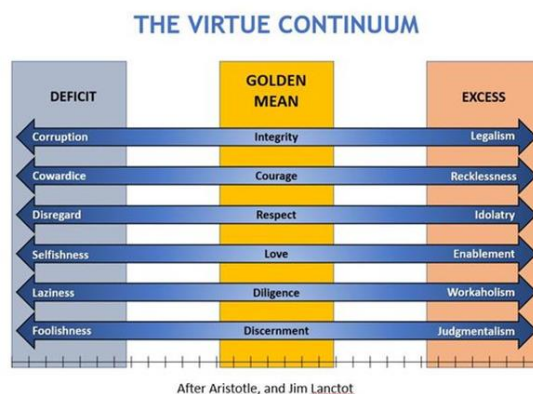 THE VIRTUE CONTINUUM
DEFICIT
GOLDEN
MEAN
EXCESS
Corruption Integrity Legalism
Cowardice Courage Recklessness
Disregard Respect Idolatry
Selfishness Love Enablement
Laziness Diligence Workaholism
Foolishness Discernment Judgmentalism
After Aristotle, and Jim Lanctot